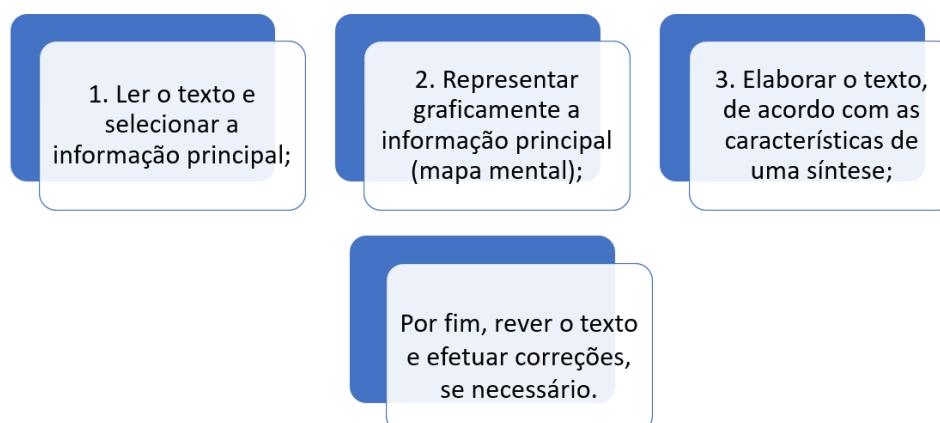 1. Ler o texto e
selecionar a
informação principal;
2. Representar
graficamente a
informação principal
(mapa mental);
3. Elaborar o texto,
de acordo com as
características de
uma síntese;
Por fim, rever o texto
e efetuar correções,
se necessário.